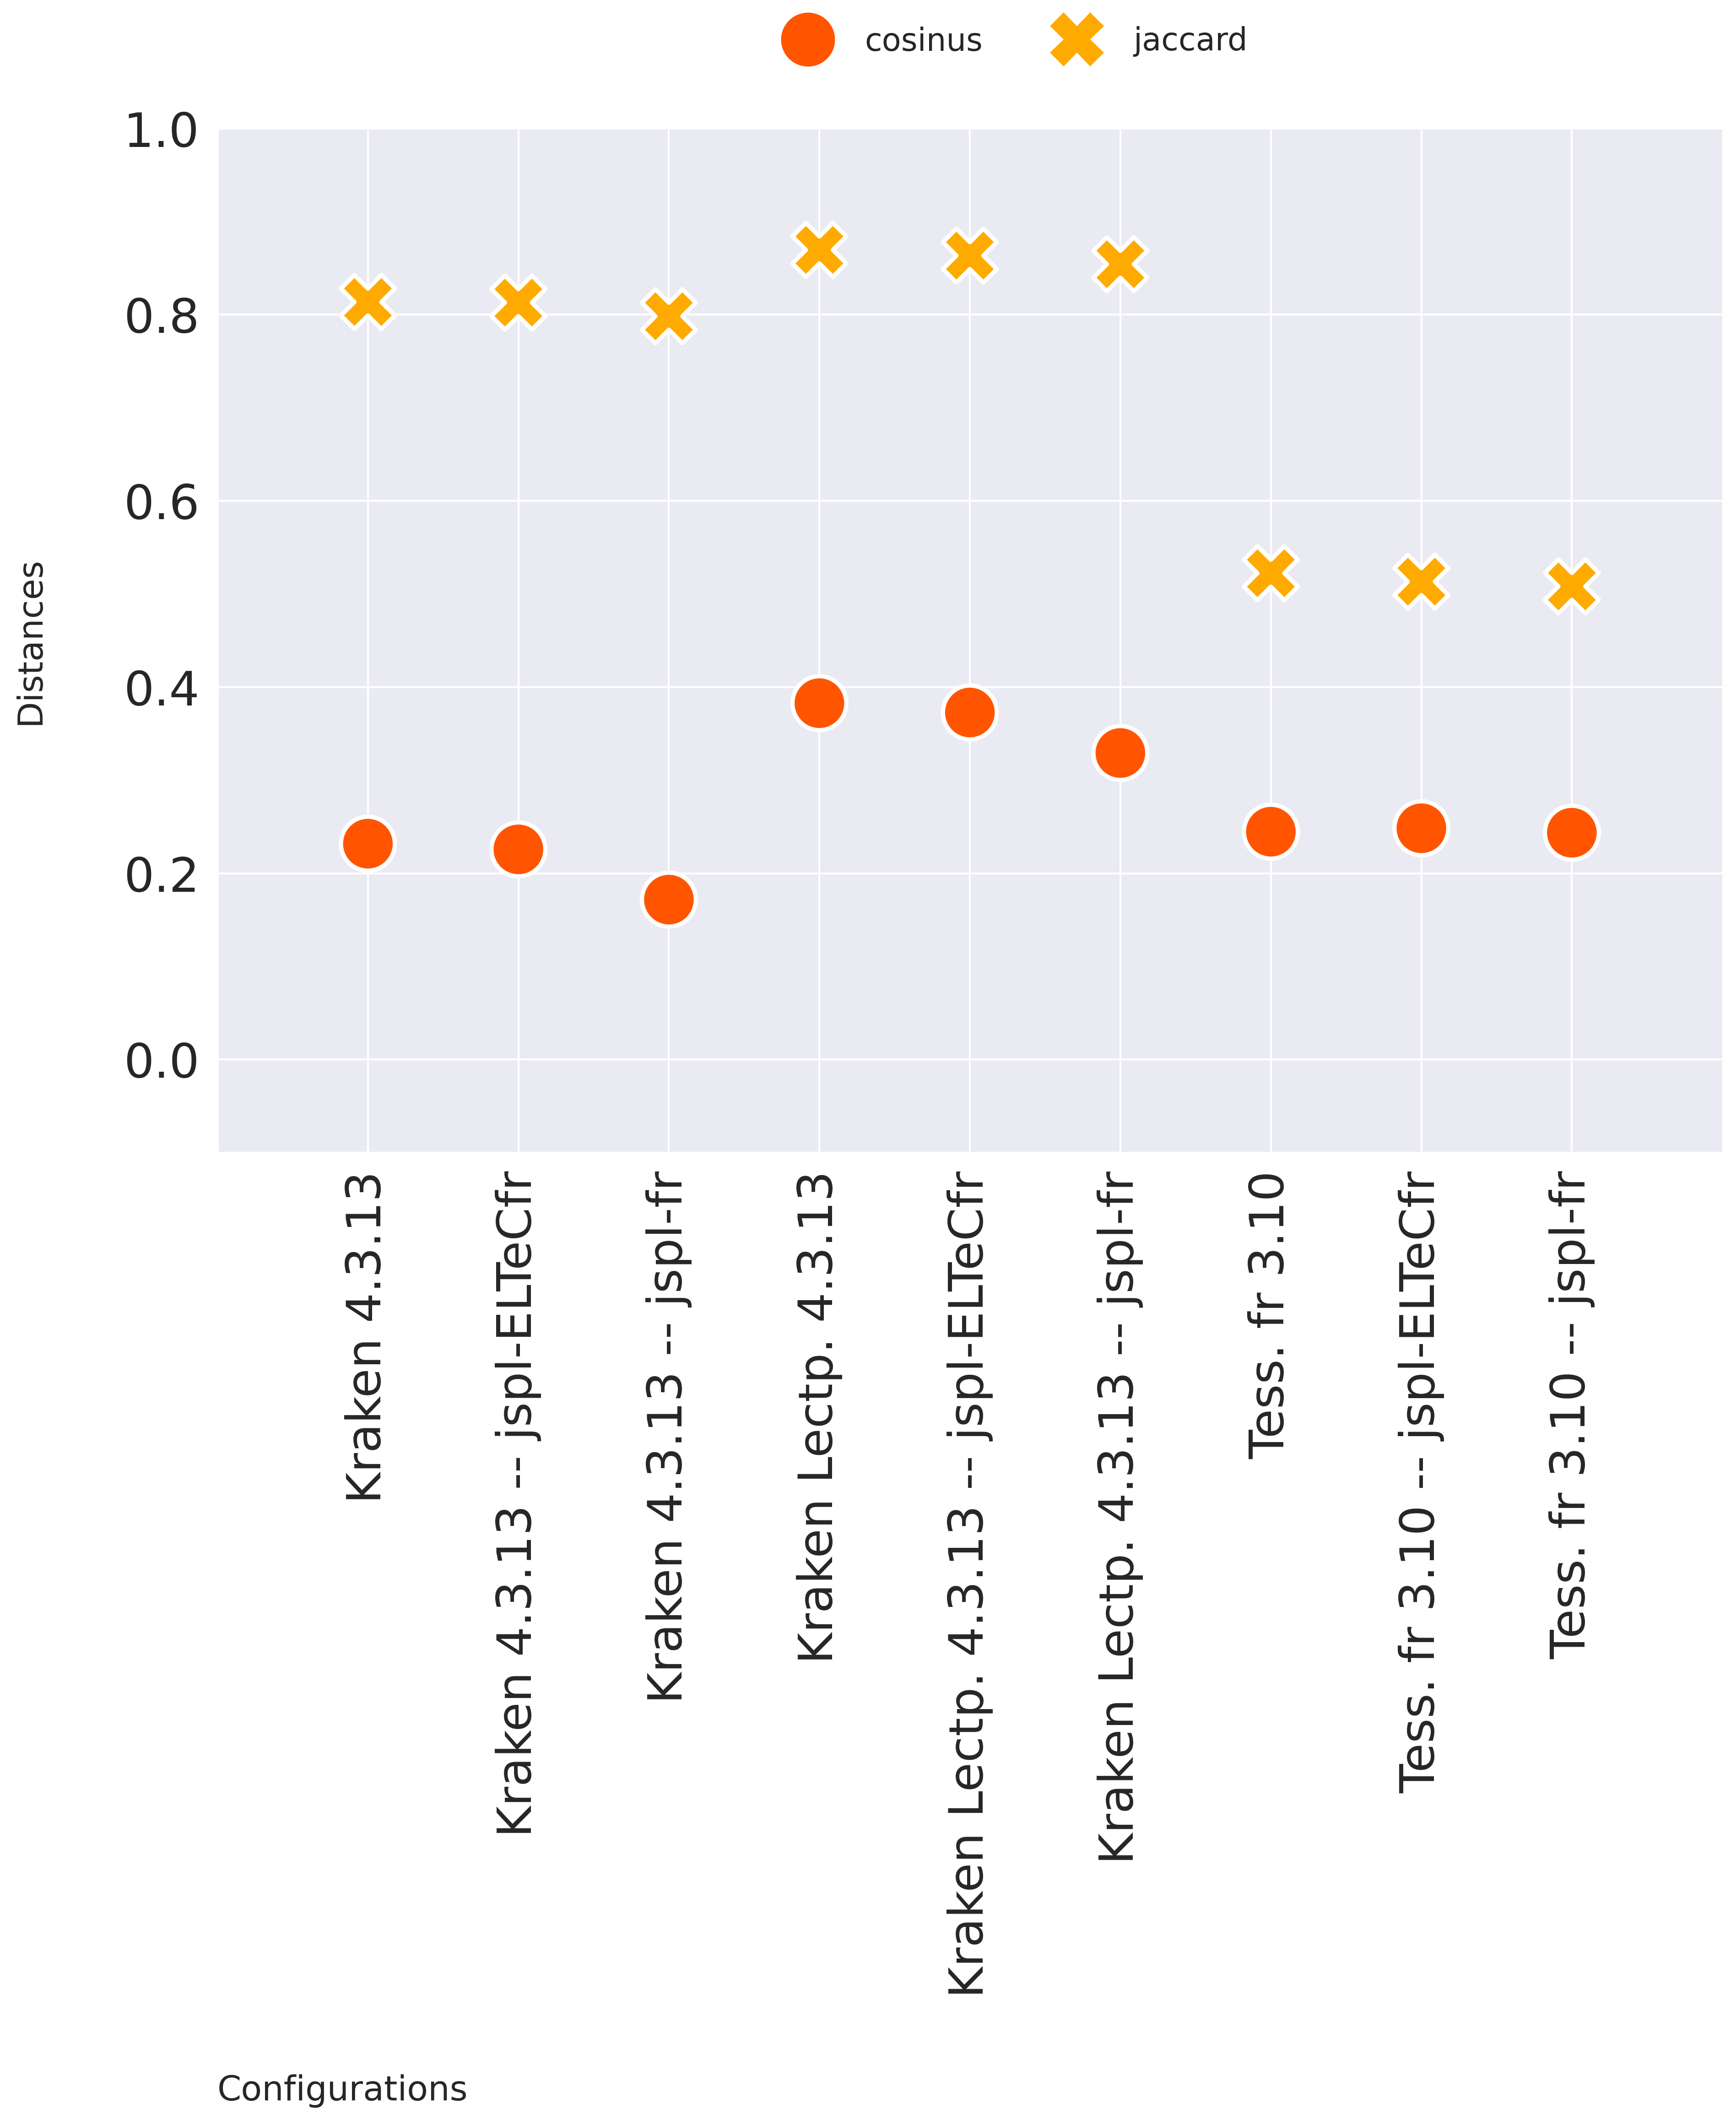 cosinus jaccard
1.0
0.8
0.6
0.4
0.2
0.0
Distances
Kraken 4.3.13
Kraken 4.3.13 -- jspl-ELTeCfr
Kraken 4.3.13 -- jspl-fr
Kraken Lectp. 4.3.13
Kraken Lectp. 4.3.13 -- jspl-ELTeCfr
Kraken Lectp. 4.3.13 -- jspl-fr
Tess. fr 3.10
Tess. fr 3.10 -- jspl-ELTeCfr
Tess. fr 3.10 -- jspl-fr
Configurations